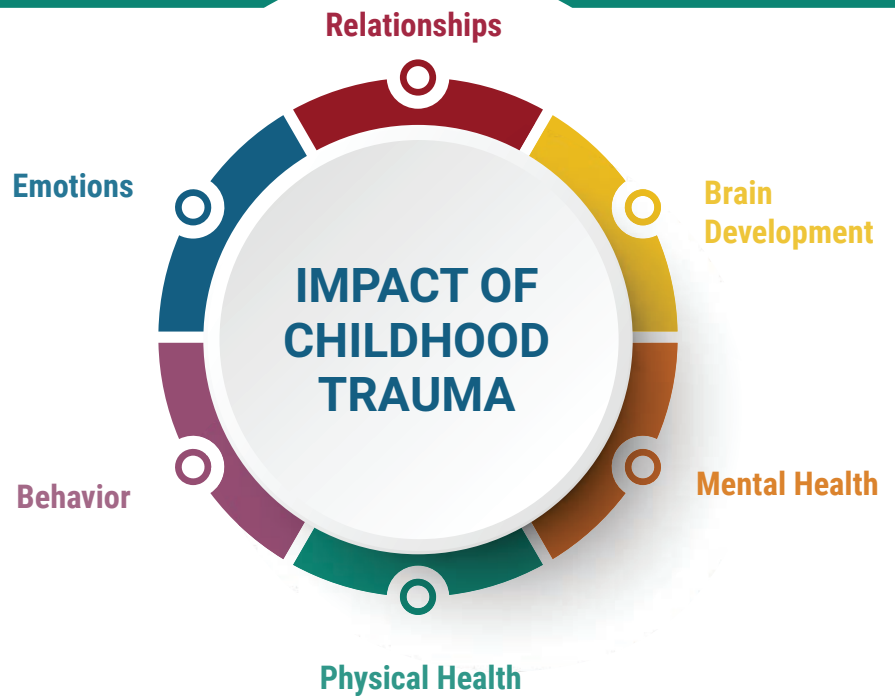 Relationships
Emotions
Brain
Development
IMPACT OF
CHILDHOOD
TRAUMA
Behavior
Mental Health
Physical Health